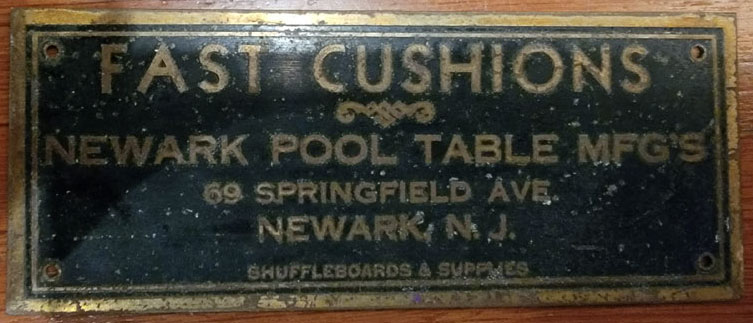 FAST CUSHIONS
NEWARK POOL TABLE MFG'S
69 SPRINGFIELD AVE
NEWARK, N. J.
SHUFFLEBOARDS & SUPPLIES